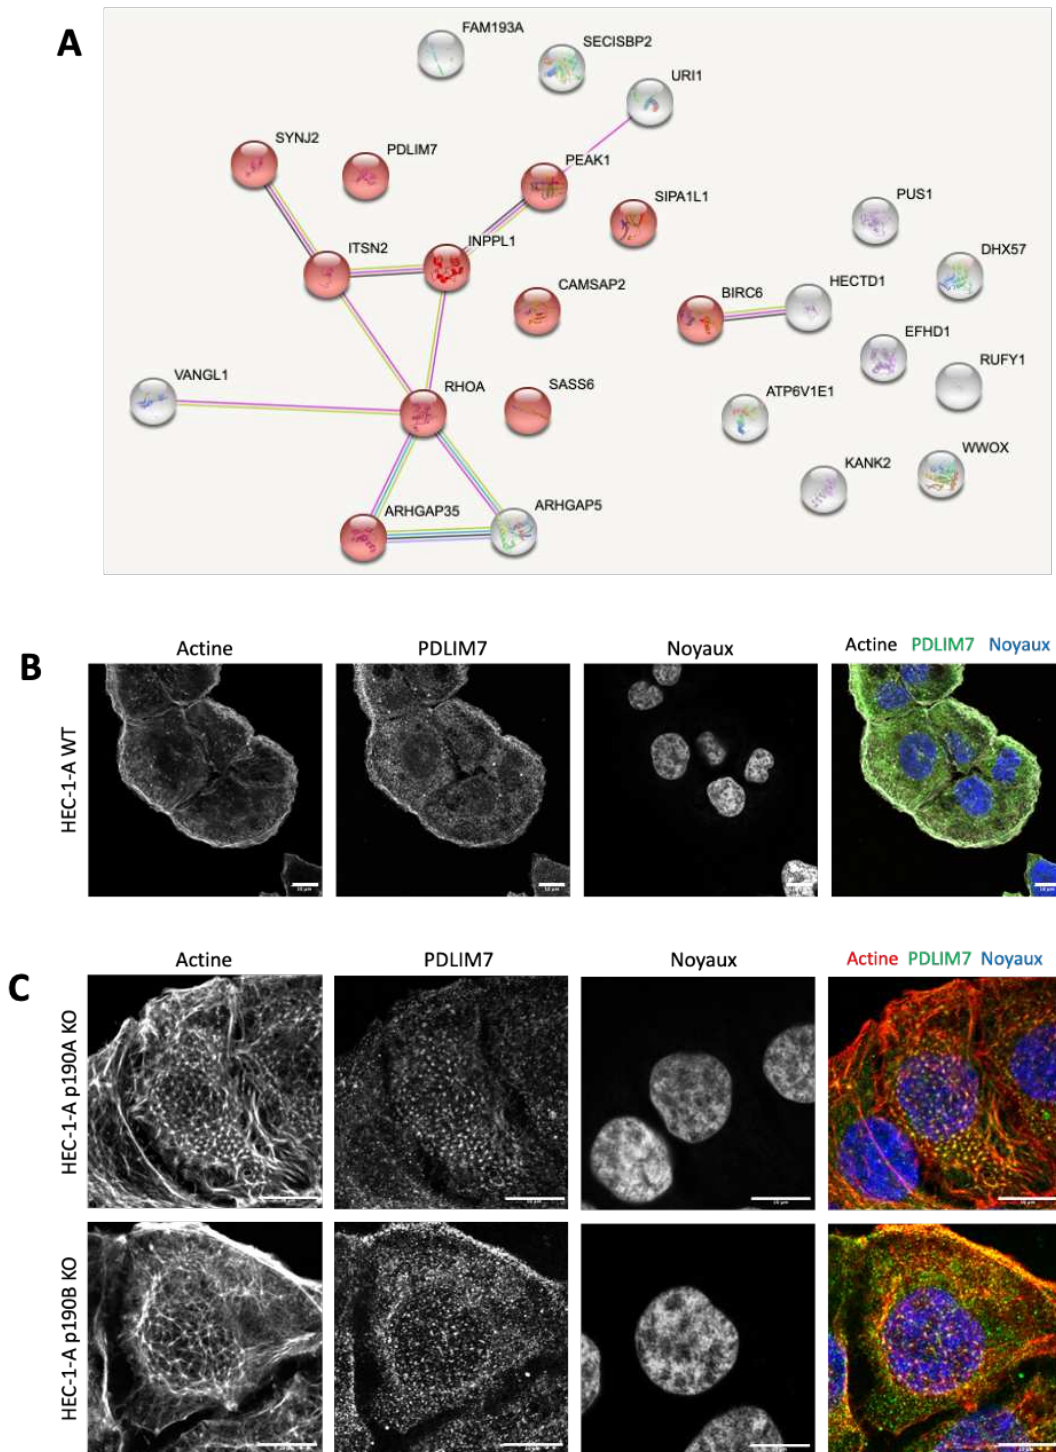 A
FAM193A
SECISBP2
URI1
SYNJ2
PDLIM7
PEAK1
SIPA1L1
PUS1
ITSN2
INPPL1
DHX57
CAMSAP2
BIRC6
HECTD1
EFHD1
RUFY1
VANGL1
RHOA
SASS6
ATP6V1E1
KANK2
WWOX
ARHGAP35
ARHGAP5
B
Actine PDLIM7 Noyaux Actine PDLIM7 Noyaux
HEC-1-A WT
C
Actine PDLIM7 Noyaux Actine PDLIM7 Noyaux
HEC-1-A p190A KO
HEC-1-A p190B KO